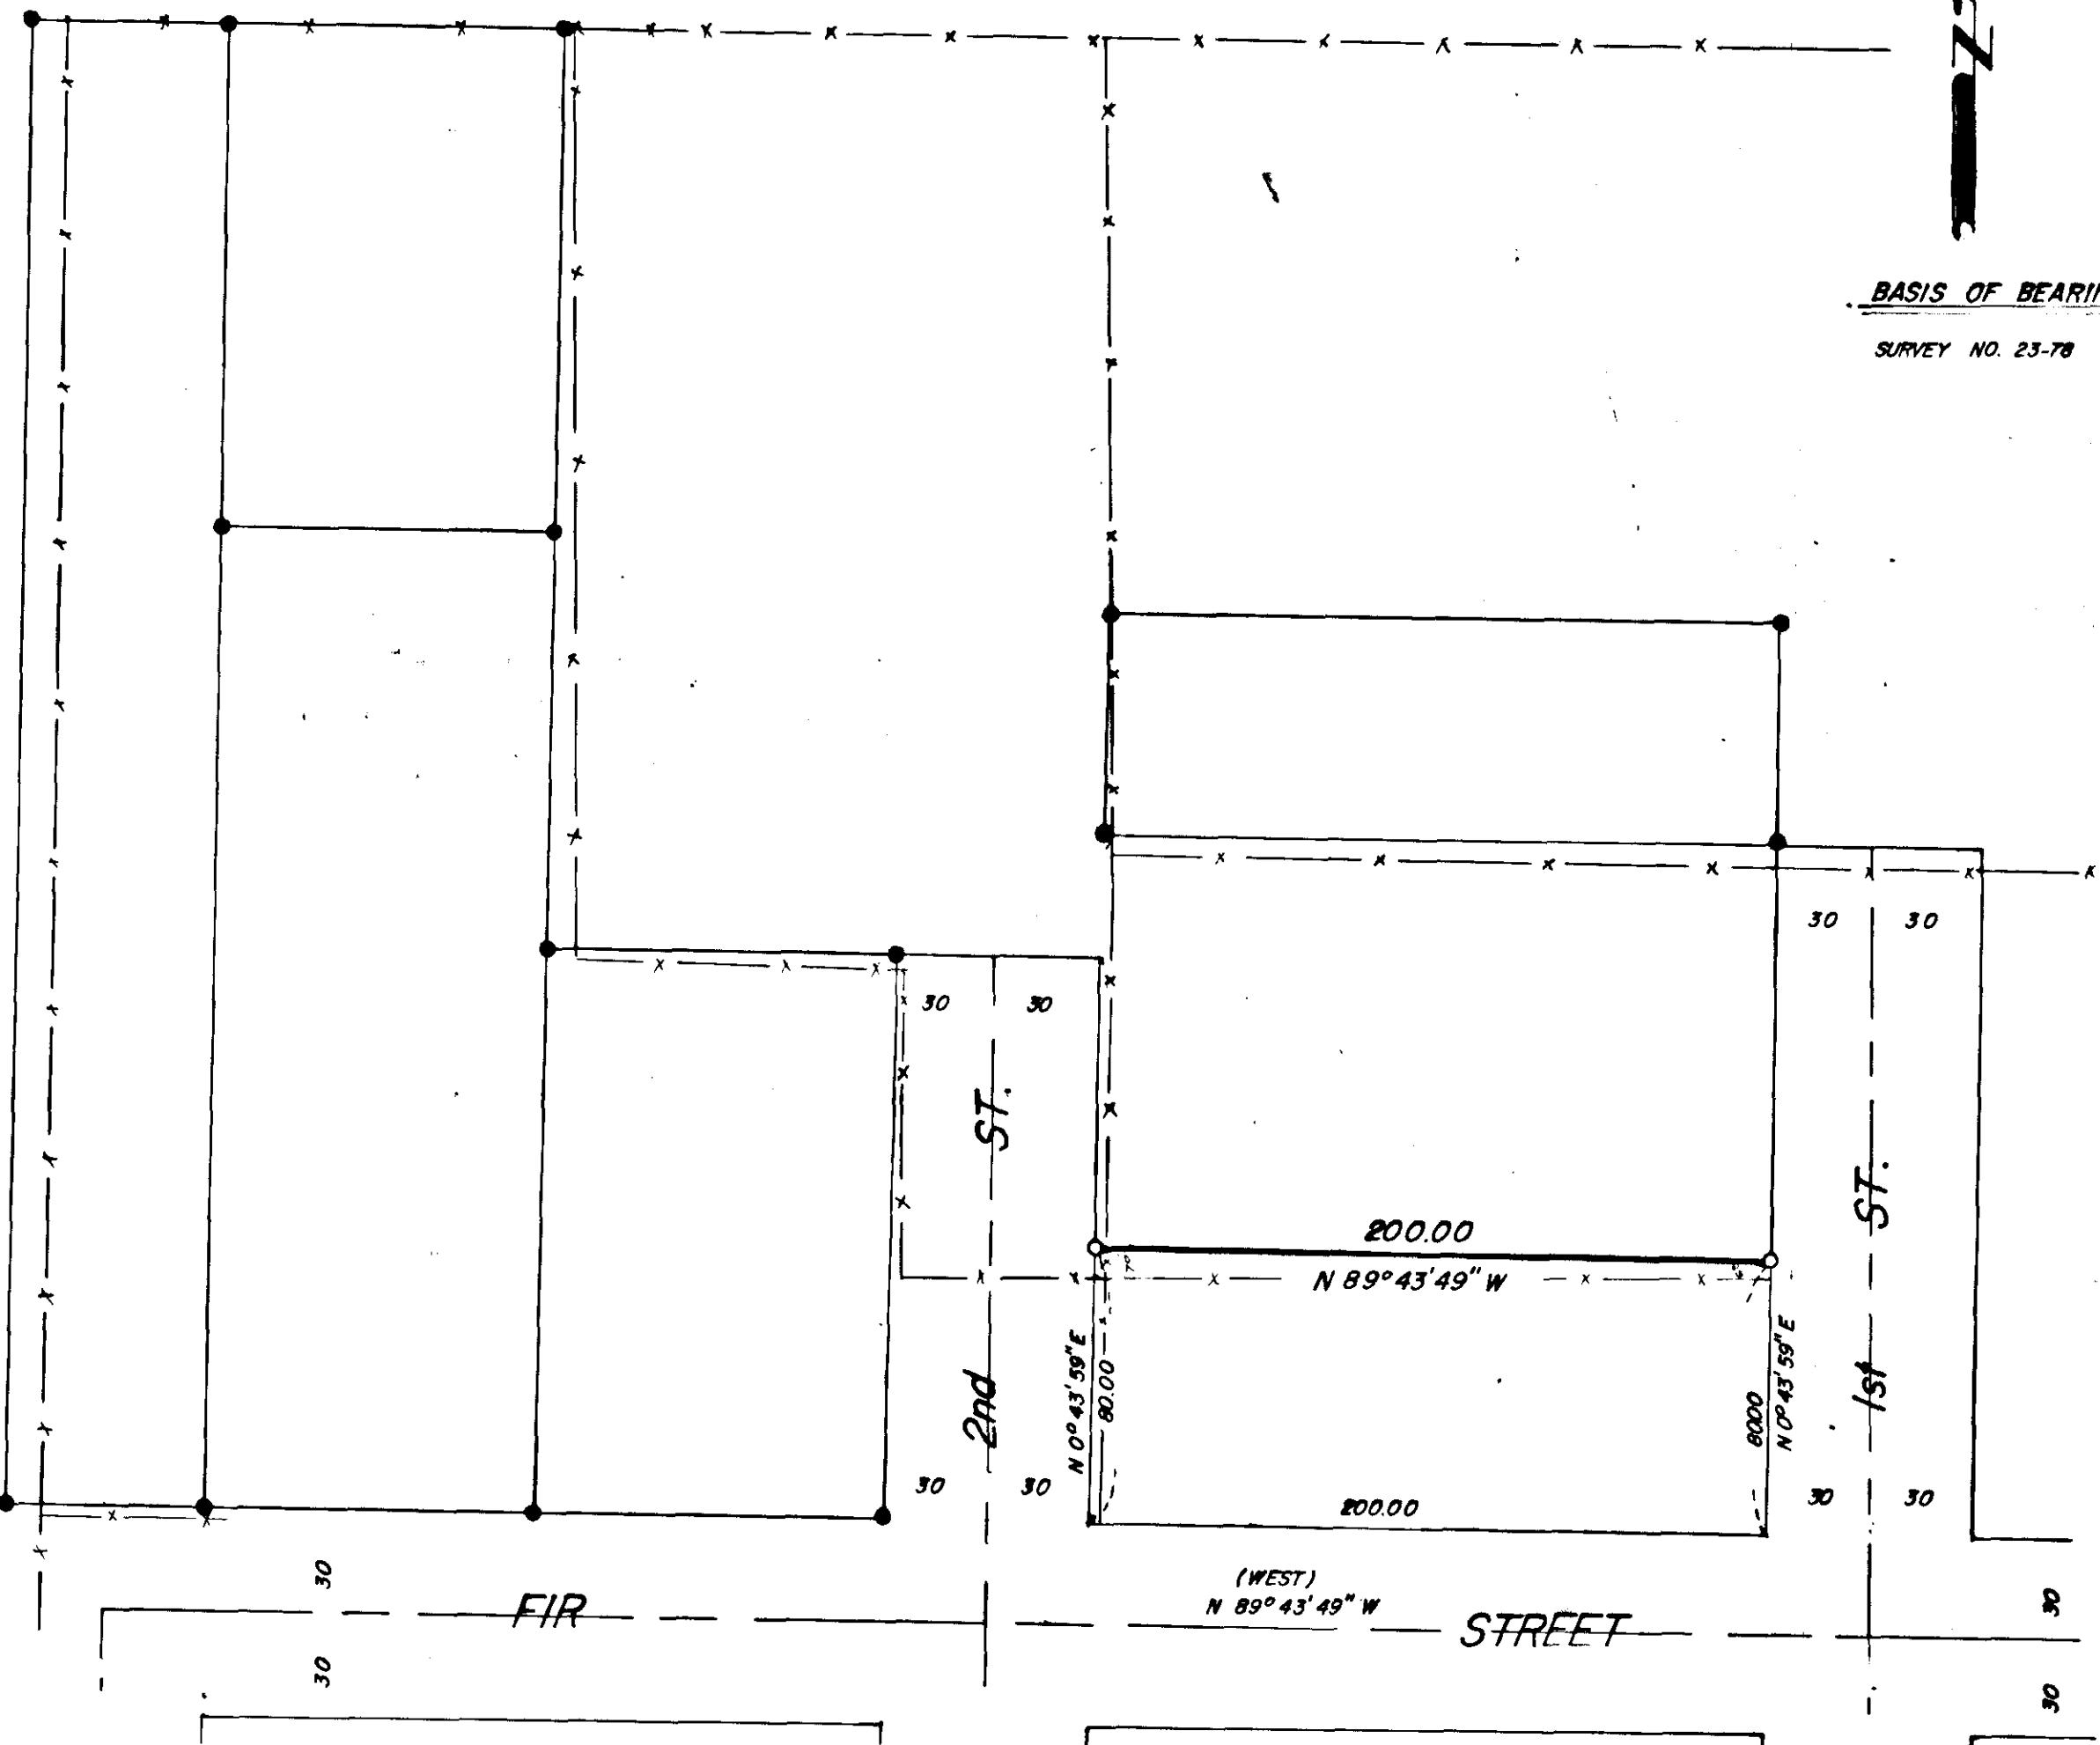 Z
BASIS OF BEARI
SURVEY NO. 23-78
30 30
30 30
ST.
ST.
200.00
N 89° 43' 49" W
N 0° 43' 59" E
80.00
80.00
N 0° 43' 59" E
2nd
1st
30 30
30 30
200.00
30
(WEST)
N 89° 43' 49" W
FIR
STREET
30
30
30